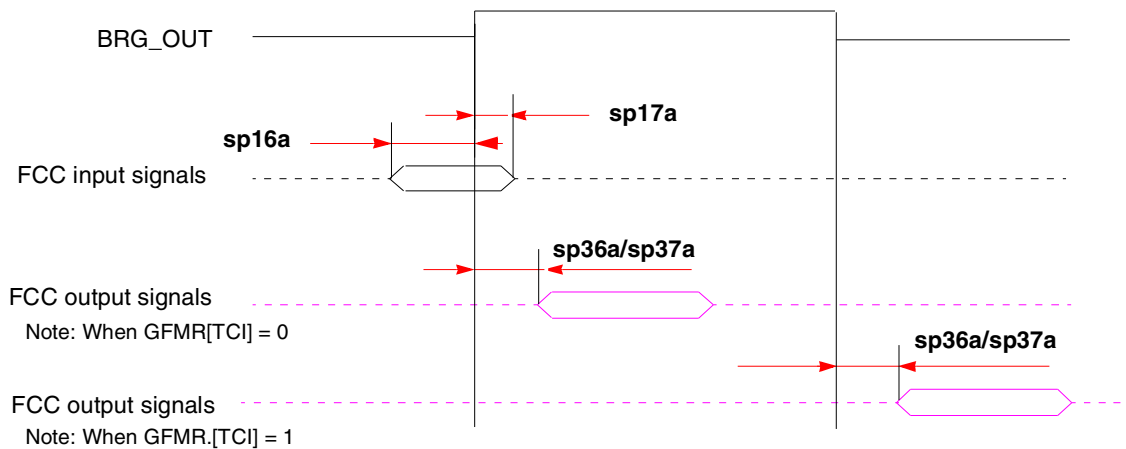 BRG_OUT
sp17a
sp16a
FCC input signals
sp36a/sp37a
FCC output signals
Note: When GFMR[TCI] = 0
sp36a/sp37a
FCC output signals
Note: When GFMR.[TCI] = 1